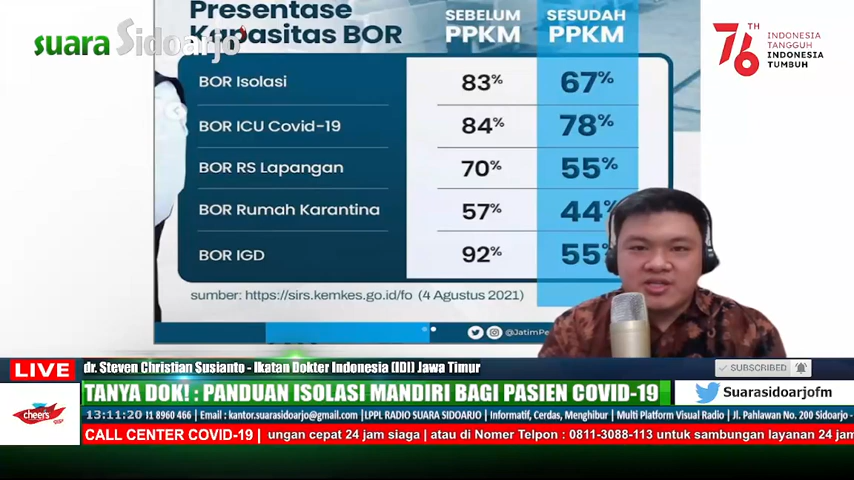 suara Sidoarjo
Presentase
Kapasitas BOR
SEBELUM
PPKM
SESUDAH
PPKM
76TH
INDONESIA
TANGGUH
INDONESIA
TUMBUH
BOR Isolasi 83% 67%
BOR ICU Covid-19 84% 78%
BOR RS Lapangan 70% 55%
BOR Rumah Karantina 57% 44%
BOR IGD 92% 55%
sumber: https://sirs.kemkes.go.id/fo (4 Agustus 2021)
@JatimPe
LIVE
dr. Steven Christian Susianto - Ikatan Dokter Indonesia (IDI) Jawa Timur
SUBSCRIBED
TANYA DOK! : PANDUAN ISOLASI MANDIRI BAGI PASIEN COVID-19
Suarasidoarjofm
cheers
13:11:20 l1 8960 466 | Email : kantor.suarasidoarjo@gmail.com |LPPL RADIO SUARA SIDOARJO | Informatif, Cerdas, Menghibur | Multi Platform Visual Radio | Jl. Pahlawan No. 200 Sidoarjo -
CALL CENTER COVID-19 | ungan cepat 24 jam siaga | atau di Nomer Telpon : 0811-3088-113 untuk sambungan layanan 24 jam